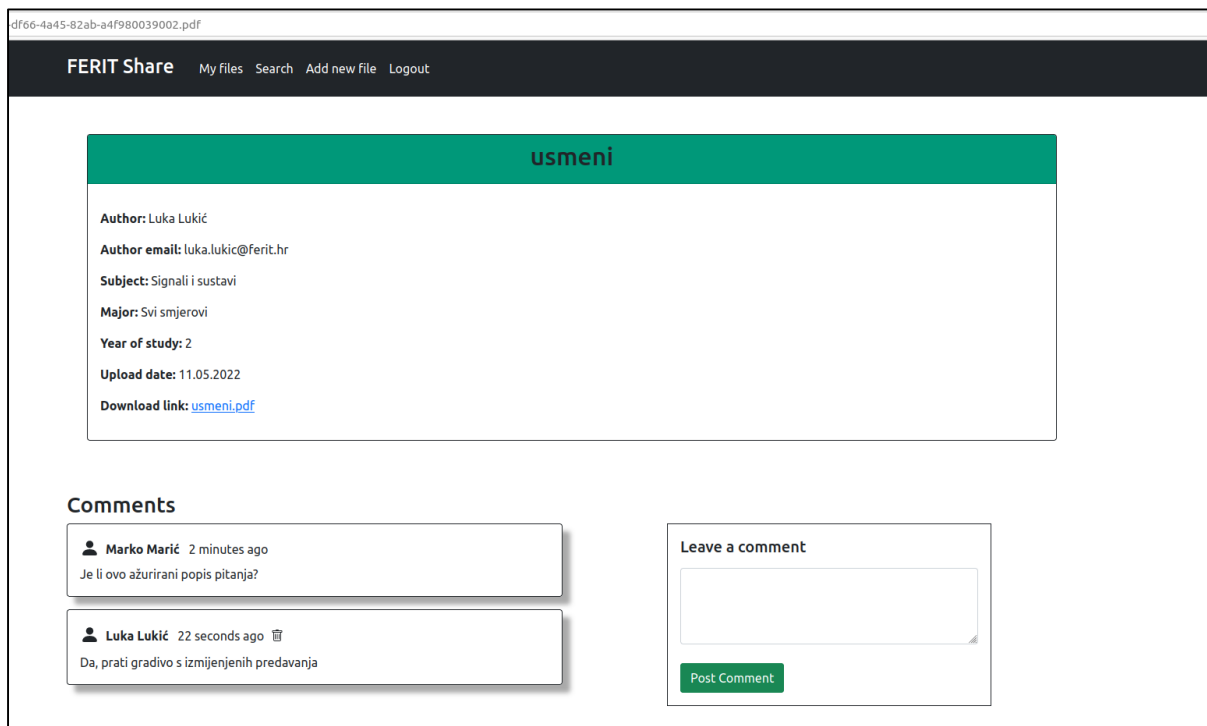 -df66-4a45-82ab-a4f980039002.pdf
FERIT Share My files Search Add new file Logout
usmeni
Author: Luka Lukić
Author email: luka.lukic@ferit.hr
Subject: Signali i sustavi
Major: Svi smjerovi
Year of study: 2
Upload date: 11.05.2022
Download link: usmeni.pdf
Comments
Marko Marić 2 minutes ago
Je li ovo ažurirani popis pitanja?
Luka Lukić 22 seconds ago
Da, prati gradivo s izmijenjenih predavanja
Leave a comment
Post Comment